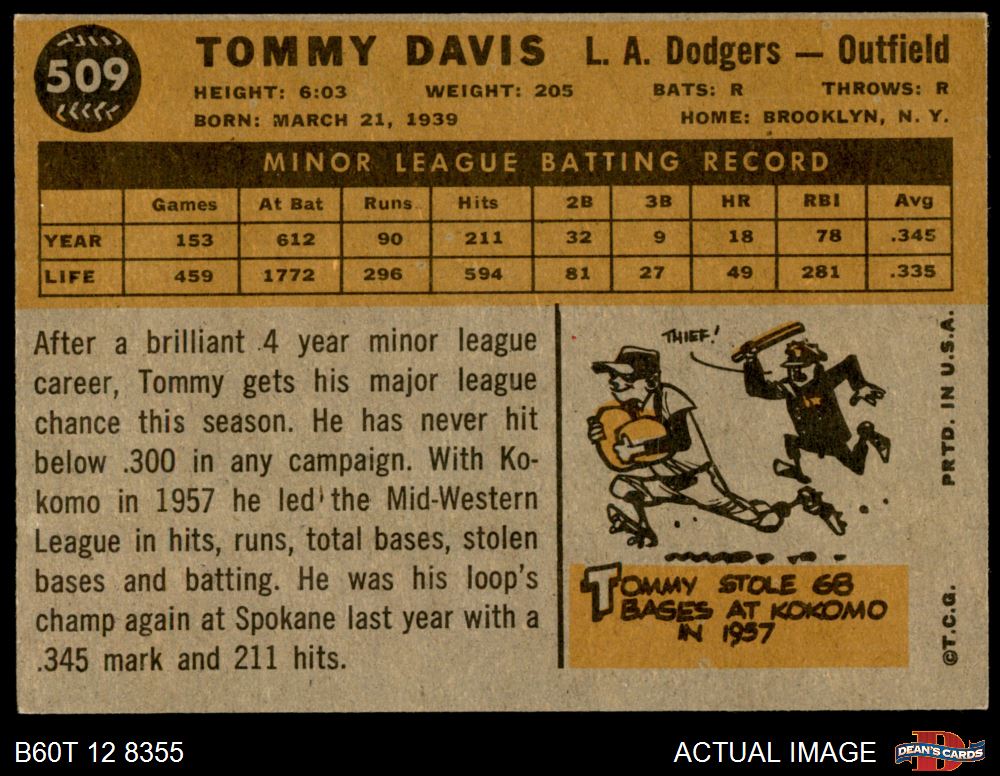 509
TOMMY DAVIS L. A. Dodgers — Outfield
HEIGHT: 6:03 WEIGHT: 205 BATS: R THROWS: R
BORN: MARCH 21, 1939 HOME: BROOKLYN, N. Y.
MINOR LEAGUE BATTING RECORD
Games At Bat Runs Hits 2B 3B HR RBI Avg
YEAR 153 612 90 211 32 9 18 78 .345
LIFE 459 1772 296 594 81 27 49 281 .335
After a brilliant 4 year minor league
career, Tommy gets his major league
chance this season. He has never hit
below .300 in any campaign. With Ko-
komo in 1957 he led the Mid-Western
League in hits, runs, total bases, stolen
bases and batting. He was his loop's
champ again at Spokane last year with a
.345 mark and 211 hits.
THIEF!
TOMMY STOLE 68
BASES AT KOKOMO
IN 1957
©T.C.G. PRTD. IN U.S.A.
B60T 12 8355 ACTUAL IMAGE
D
DEAN'S CARDS